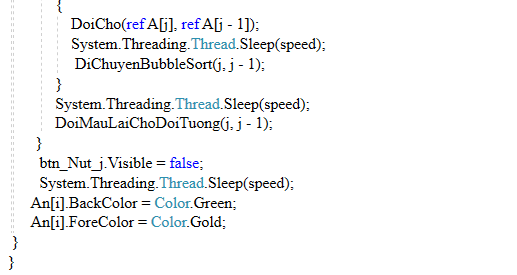 {
DoiCho(ref A[j], ref A[j - 1]);
System.Threading.Thread.Sleep(speed);
DiChuyenBubbleSort(j, j - 1);
}
System.Threading.Thread.Sleep(speed);
DoiMauLaiChoDoiTuong(j, j - 1);
}
btn_Nut_j.Visible = false;
System.Threading.Thread.Sleep(speed);
An[i].BackColor = Color.Green;
An[i].ForeColor = Color.Gold;
}
}